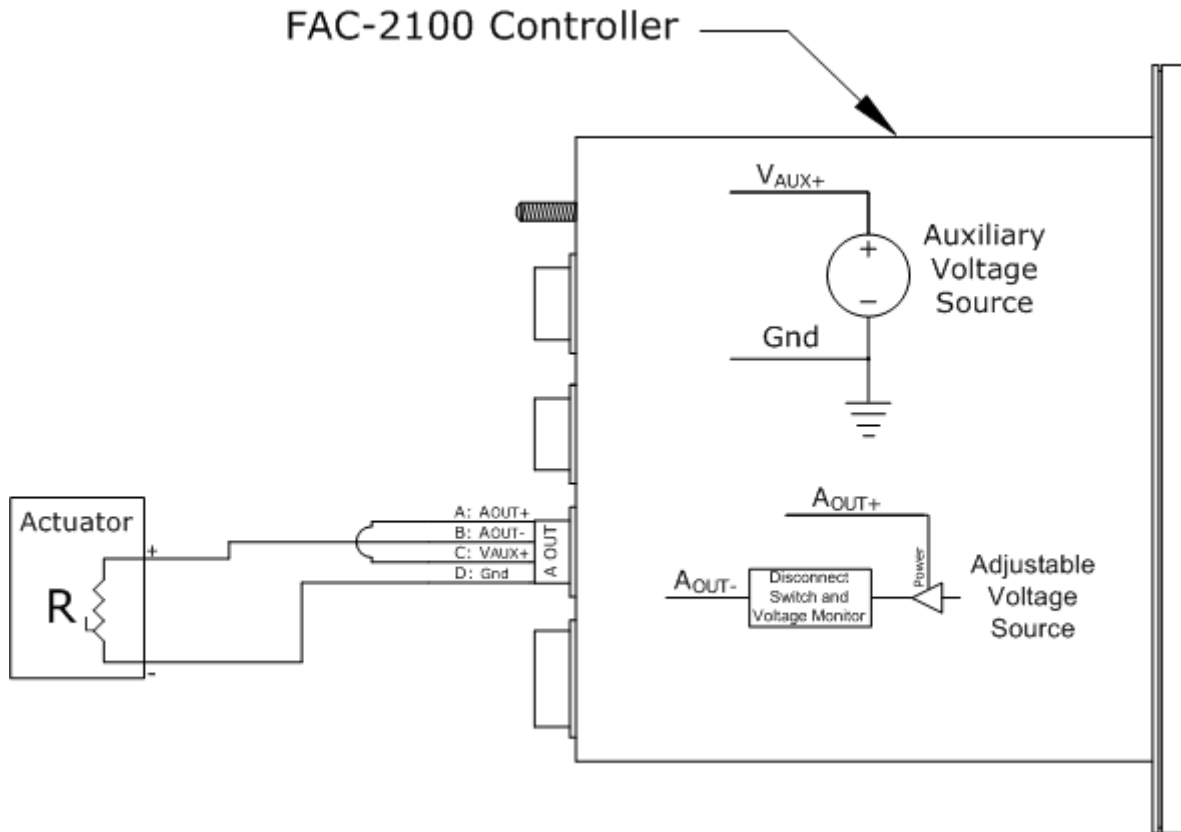 FAC-2100 Controller
VAUX+
+
Auxiliary
Voltage
Source
−
Gnd
Actuator
+
RL
-
A: AOUT+
B: AOUT-
C: VAUX+
D: Gnd
A OUT
AOUT+
Power
AOUT-
Disconnect
Switch and
Voltage Monitor
Adjustable
Voltage
Source